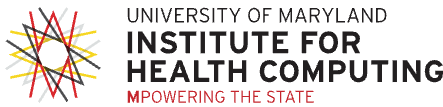 UNIVERSITY OF MARYLAND
INSTITUTE FOR
HEALTH COMPUTING
MPOWERING THE STATE